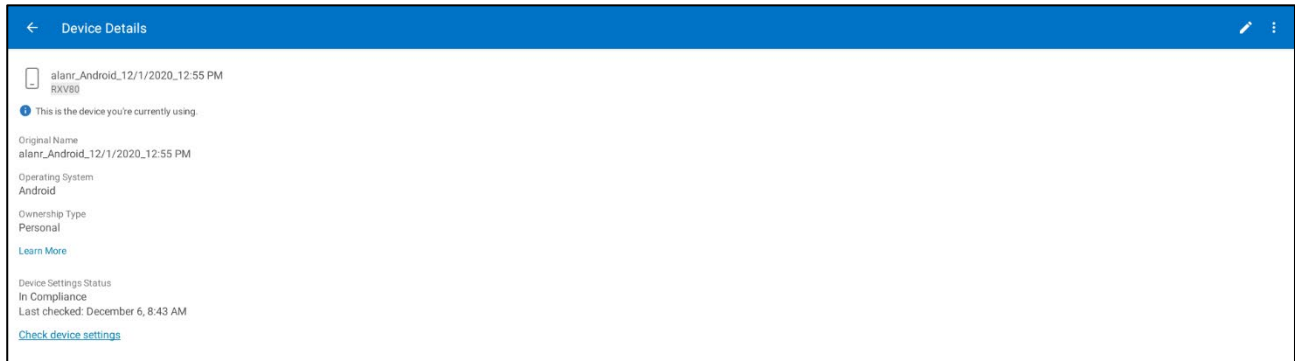 Device Details
alanr_Android_12/1/2020_12:55 PM
RXV80
This is the device you're currently using.
Original Name
alanr_Android_12/1/2020_12:55 PM
Operating System
Android
Ownership Type
Personal
Learn More
Device Settings Status
In Compliance
Last checked: December 6, 8:43 AM
Check device settings